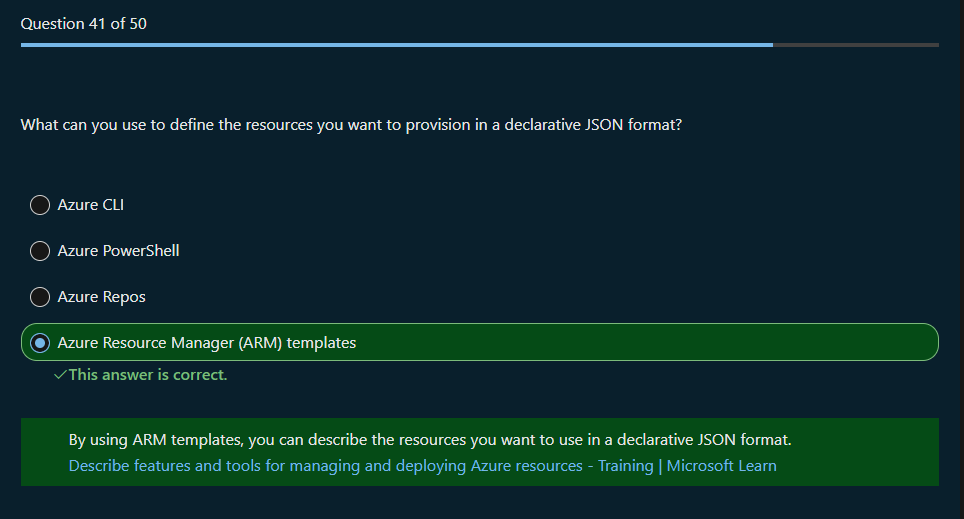 Question 41 of 50
What can you use to define the resources you want to provision in a declarative JSON format?
Azure CLI
Azure PowerShell
Azure Repos
Azure Resource Manager (ARM) templates
This answer is correct.
By using ARM templates, you can describe the resources you want to use in a declarative JSON format.
Describe features and tools for managing and deploying Azure resources - Training | Microsoft Learn